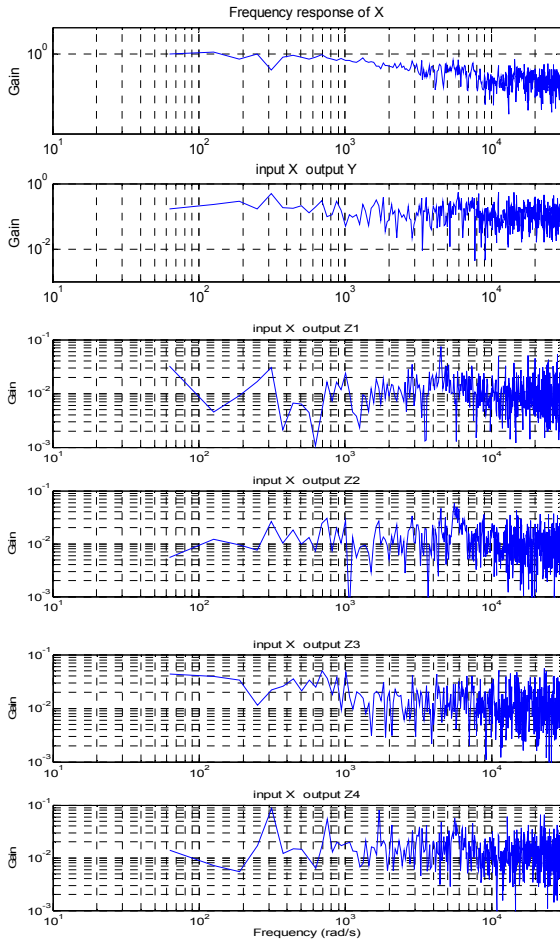 Frequency response of X
Gain
10^0
10^1 10^2 10^3 10^4
input X output Y
Gain
10^0
10^-2
10^1 10^2 10^3 10^4
input X output Z1
Gain
10^-1
10^-2
10^-3
10^1 10^2 10^3 10^4
input X output Z2
Gain
10^-1
10^-2
10^-3
10^1 10^2 10^3 10^4
input X output Z3
Gain
10^-1
10^-2
10^-3
10^1 10^2 10^3 10^4
input X output Z4
Gain
10^-1
10^-2
10^-3
10^1 10^2 10^3 10^4
Frequency (rad/s)